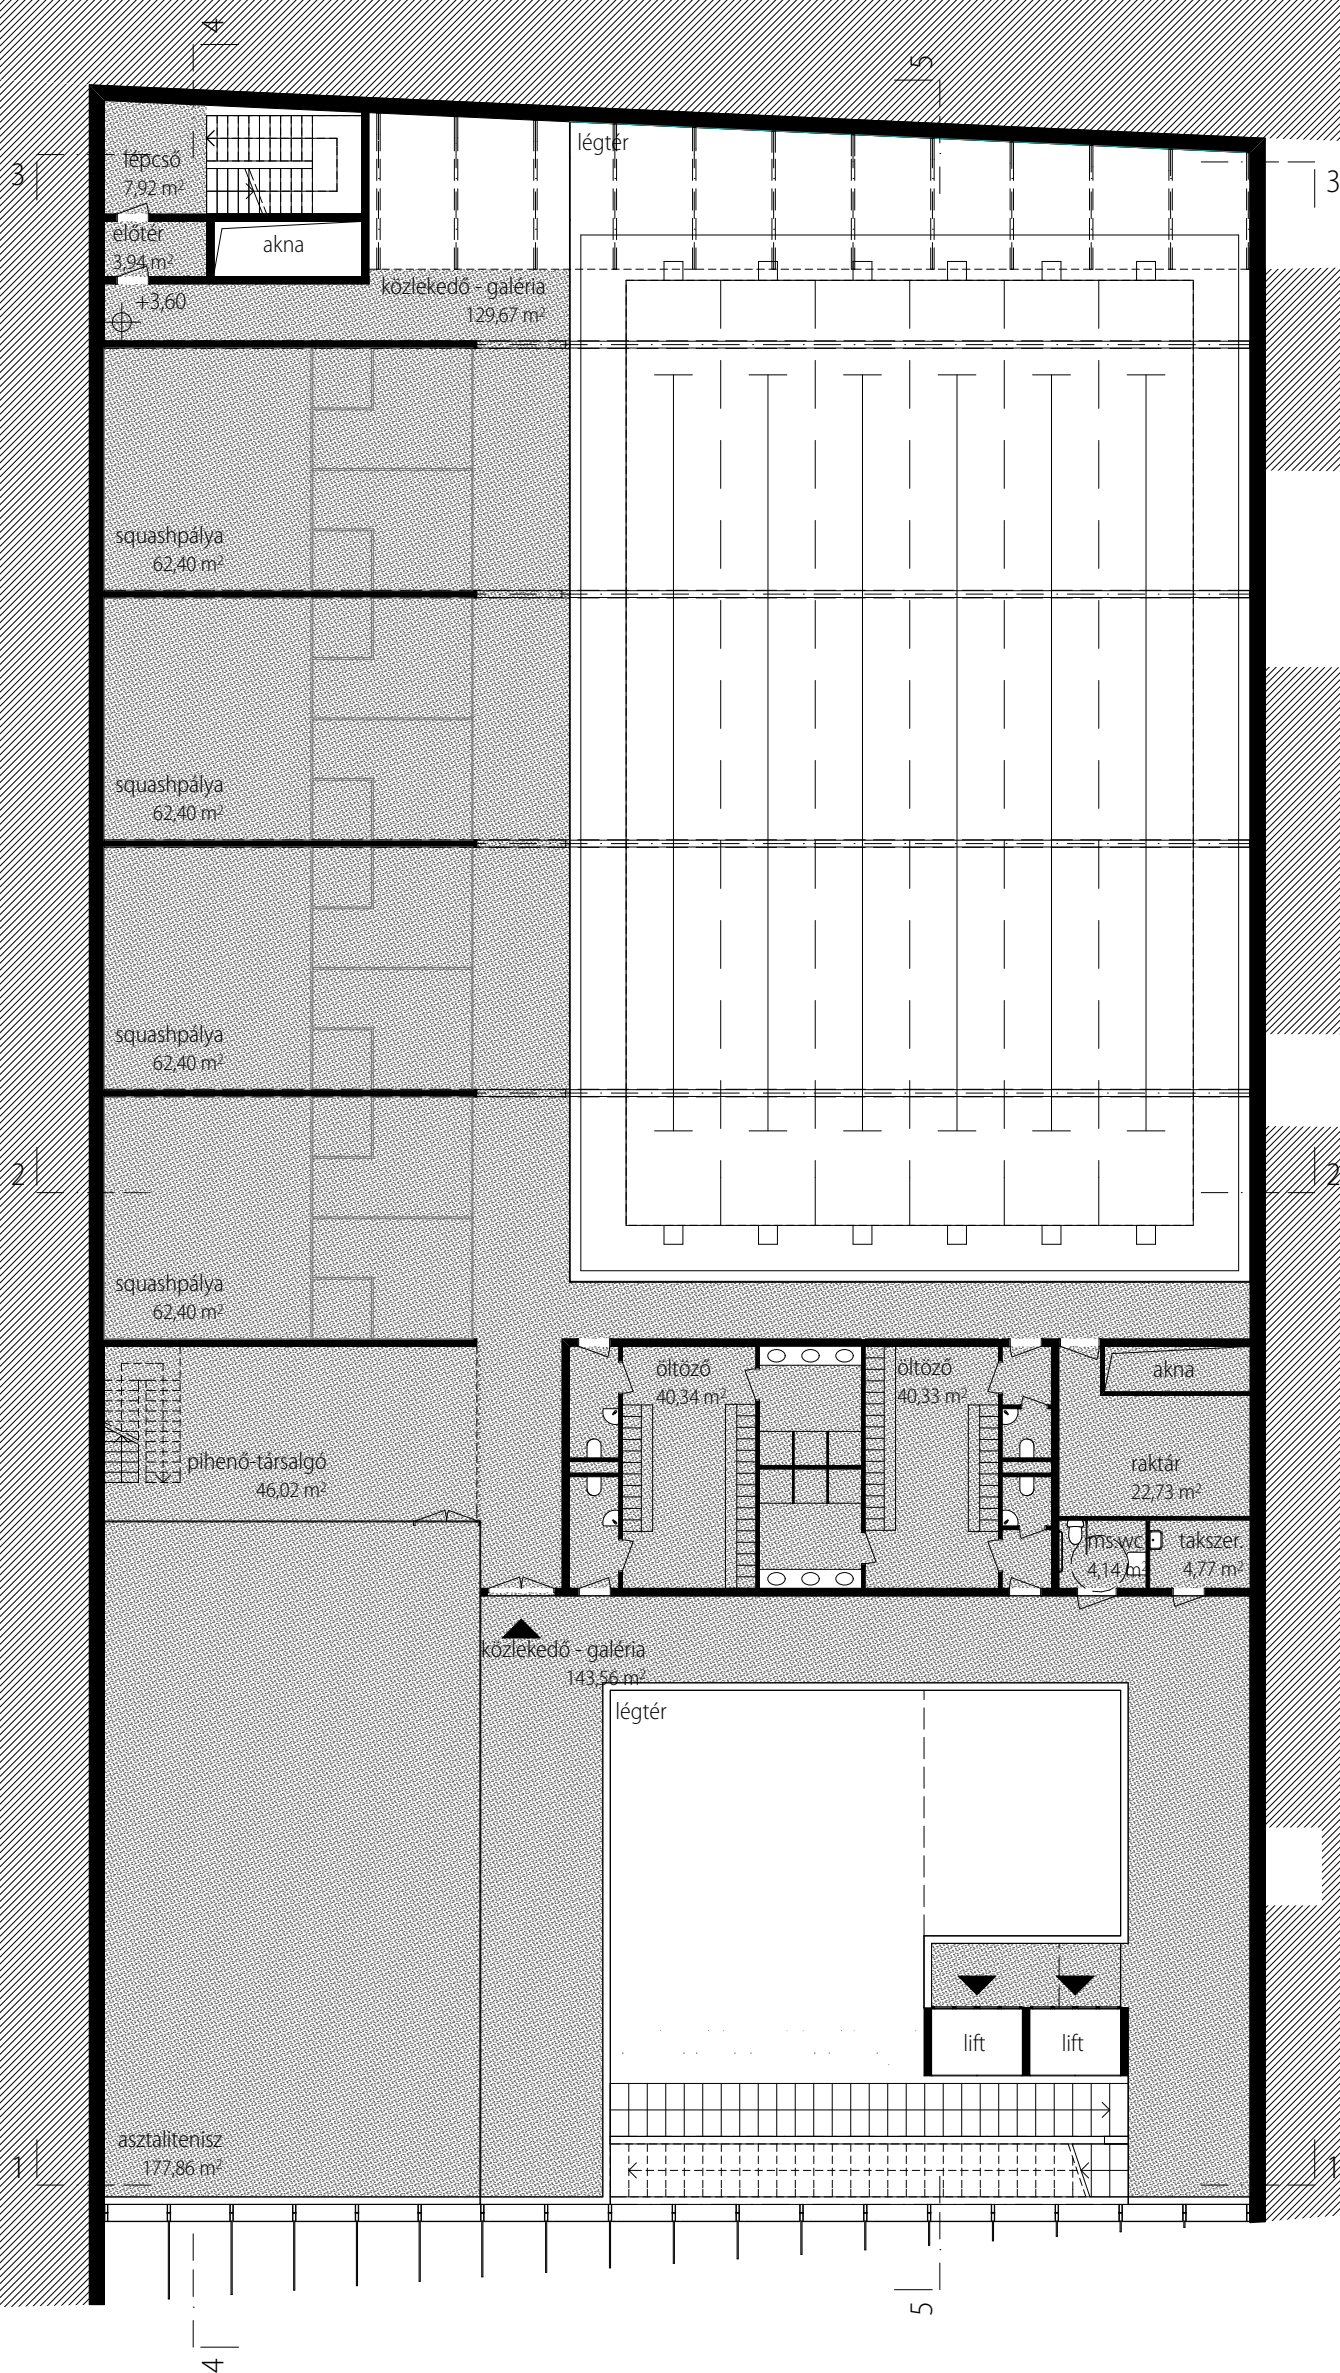 4
5
légtér
lépcső
7,92 m²
3
3
előtér
3,94 m²
akna
közlekedő - galéria
129,67 m²
+3,60
squashpálya
62,40 m²
squashpálya
62,40 m²
squashpálya
62,40 m²
2
2
squashpálya
62,40 m²
öltöző
40,34 m²
öltöző
40,33 m²
akna
pihenő-társalgó
46,02 m²
raktár
22,73 m²
ms.wc
4,14 m²
takszer.
4,77 m²
közlekedő - galéria
143,56 m²
légtér
lift
lift
asztalitenisz
177,86 m²
1
1
5
4